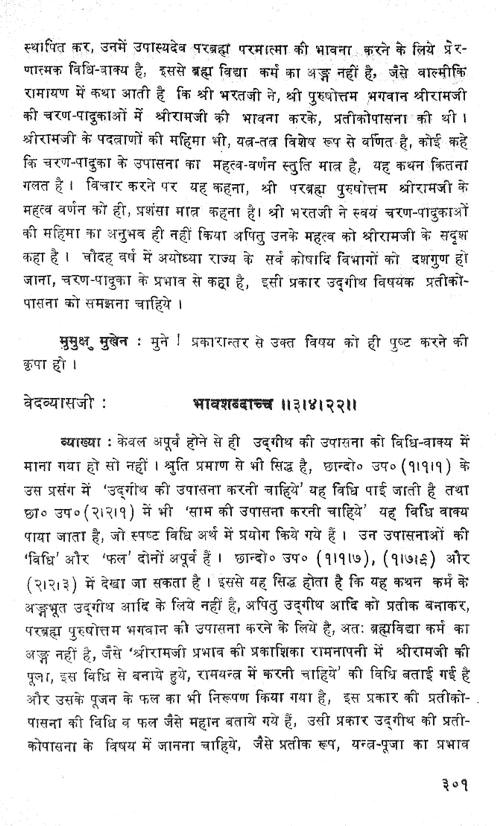 स्थापित कर, उनमें उपास्यदेव परब्रह्म परमात्मा की भावना करने के लिये प्रेर-
णात्मक विधि-वाक्य है, इससे ब्रह्म विद्या कर्म का अङ्ग नहीं है, जैसे वाल्मीकि
रामायण में कथा आती है कि श्री भरतजी ने, श्री पुरुषोत्तम भगवान श्रीरामजी
की चरण-पादुकाओं में श्रीरामजी की भावना करके, प्रतीकोपासना की थी।
श्रीरामजी के पदत्राणों की महिमा भी, यत्न-तत्न विशेष रूप से वर्णित है, कोई कहे
कि चरण-पादुका के उपासना का महत्व-वर्णन स्तुति मात्र है, यह कथन कितना
गलत है। विचार करने पर यह कहना, श्री परब्रह्म पुरुषोत्तम श्रीरामजी के
महत्व वर्णन को ही, प्रशंसा मात्र कहना है। श्री भरतजी ने स्वयं चरण-पादुकाओं
की महिमा का अनुभव ही नहीं किया अपितु उनके महत्व को श्रीरामजी के सदृश
कहा है। चौदह वर्ष में अयोध्या राज्य के सर्व कोषादि विभागों को दशगुण हो
जाना, चरण-पादुका के प्रभाव से कहा है, इसी प्रकार उद्गीथ विषयक प्रतीको-
पासना को समझना चाहिये।
मुमुक्षु मुखेन : मुने ! प्रकारान्तर से उक्त विषय को ही पुष्ट करने की
कृपा हो।
वेदव्यासजी : भावशब्दाच्च ॥३।४।२२॥
व्याख्या : केवल अपूर्व होने से ही उद्गीथ की उपासना को विधि-वाक्य में
माना गया हो सो नहीं। श्रुति प्रमाण से भी सिद्ध है, छान्दो० उप० (१।१।१) के
उस प्रसंग में 'उद्गीथ की उपासना करनी चाहिये' यह विधि पाई जाती है तथा
छा० उप० (२।२।१) में भी 'साम की उपासना करनी चाहिये' यह विधि वाक्य
पाया जाता है, जो स्पष्ट विधि अर्थ में प्रयोग किये गये हैं। उन उपासनाओं की
'विधि' और 'फल' दोनों अपूर्व हैं। छान्दो० उप० (१।१।७), (१।७।९) और
(२।२।३) में देखा जा सकता है। इससे यह सिद्ध होता है कि यह कथन कर्म के
अङ्गभूत उद्गीथ आदि के लिये नहीं है, अपितु उद्गीथ आदि को प्रतीक बनाकर,
परब्रह्म पुरुषोत्तम भगवान की उपासना करने के लिये है, अतः ब्रह्मविद्या कर्म का
अङ्ग नहीं है, जैसे 'श्रीरामजी प्रभाव की प्रकाशिका रामनापनी में श्रीरामजी की
पूजा, इस विधि से बनाये हुये, रामयन्त्र में करनी चाहिये' की विधि बताई गई है
और उसके पूजन के फल का भी निरूपण किया गया है, इस प्रकार की प्रतीको-
पासना की विधि व फल जैसे महान बताये गये हैं, उसी प्रकार उद्गीथ की प्रती-
कोपासना के विषय में जानना चाहिये, जैसे प्रतीक रूप, यन्त्र-पूजा का प्रभाव
३०१